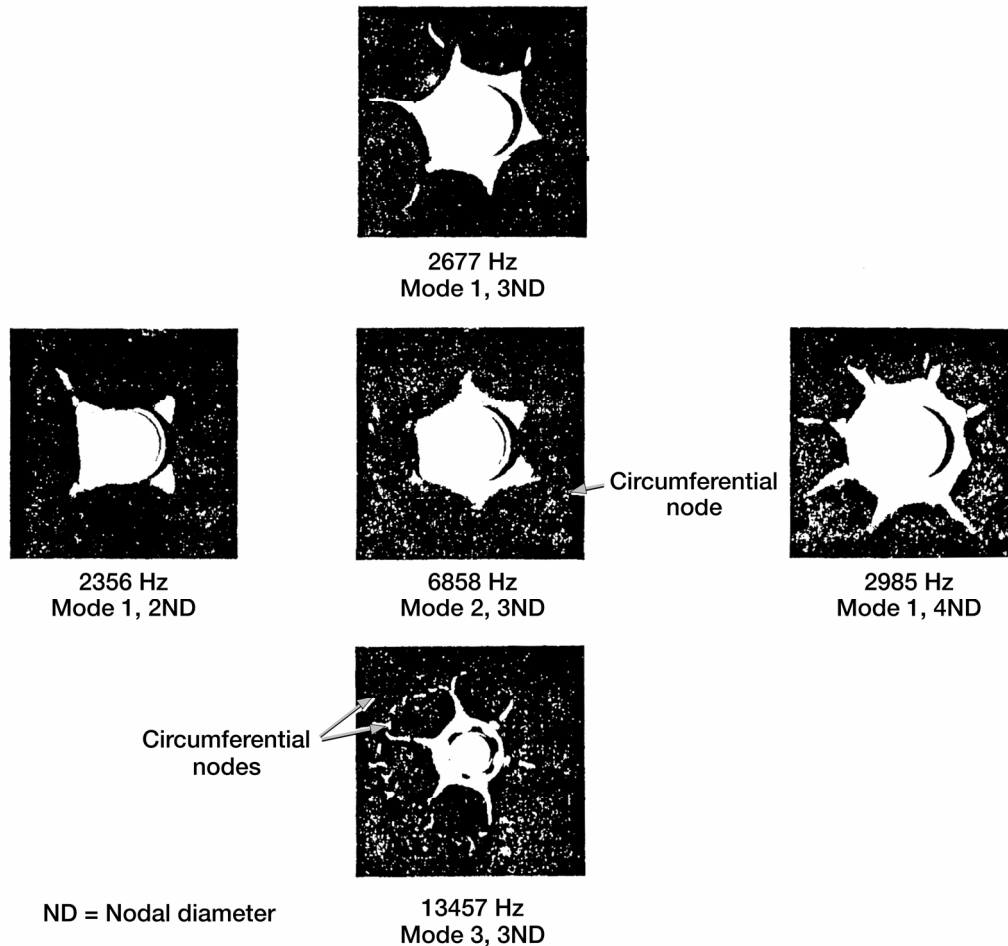 2677 Hz
Mode 1, 3ND
Circumferential
node
2356 Hz
Mode 1, 2ND
6858 Hz
Mode 2, 3ND
2985 Hz
Mode 1, 4ND
Circumferential
nodes
ND = Nodal diameter
13457 Hz
Mode 3, 3ND